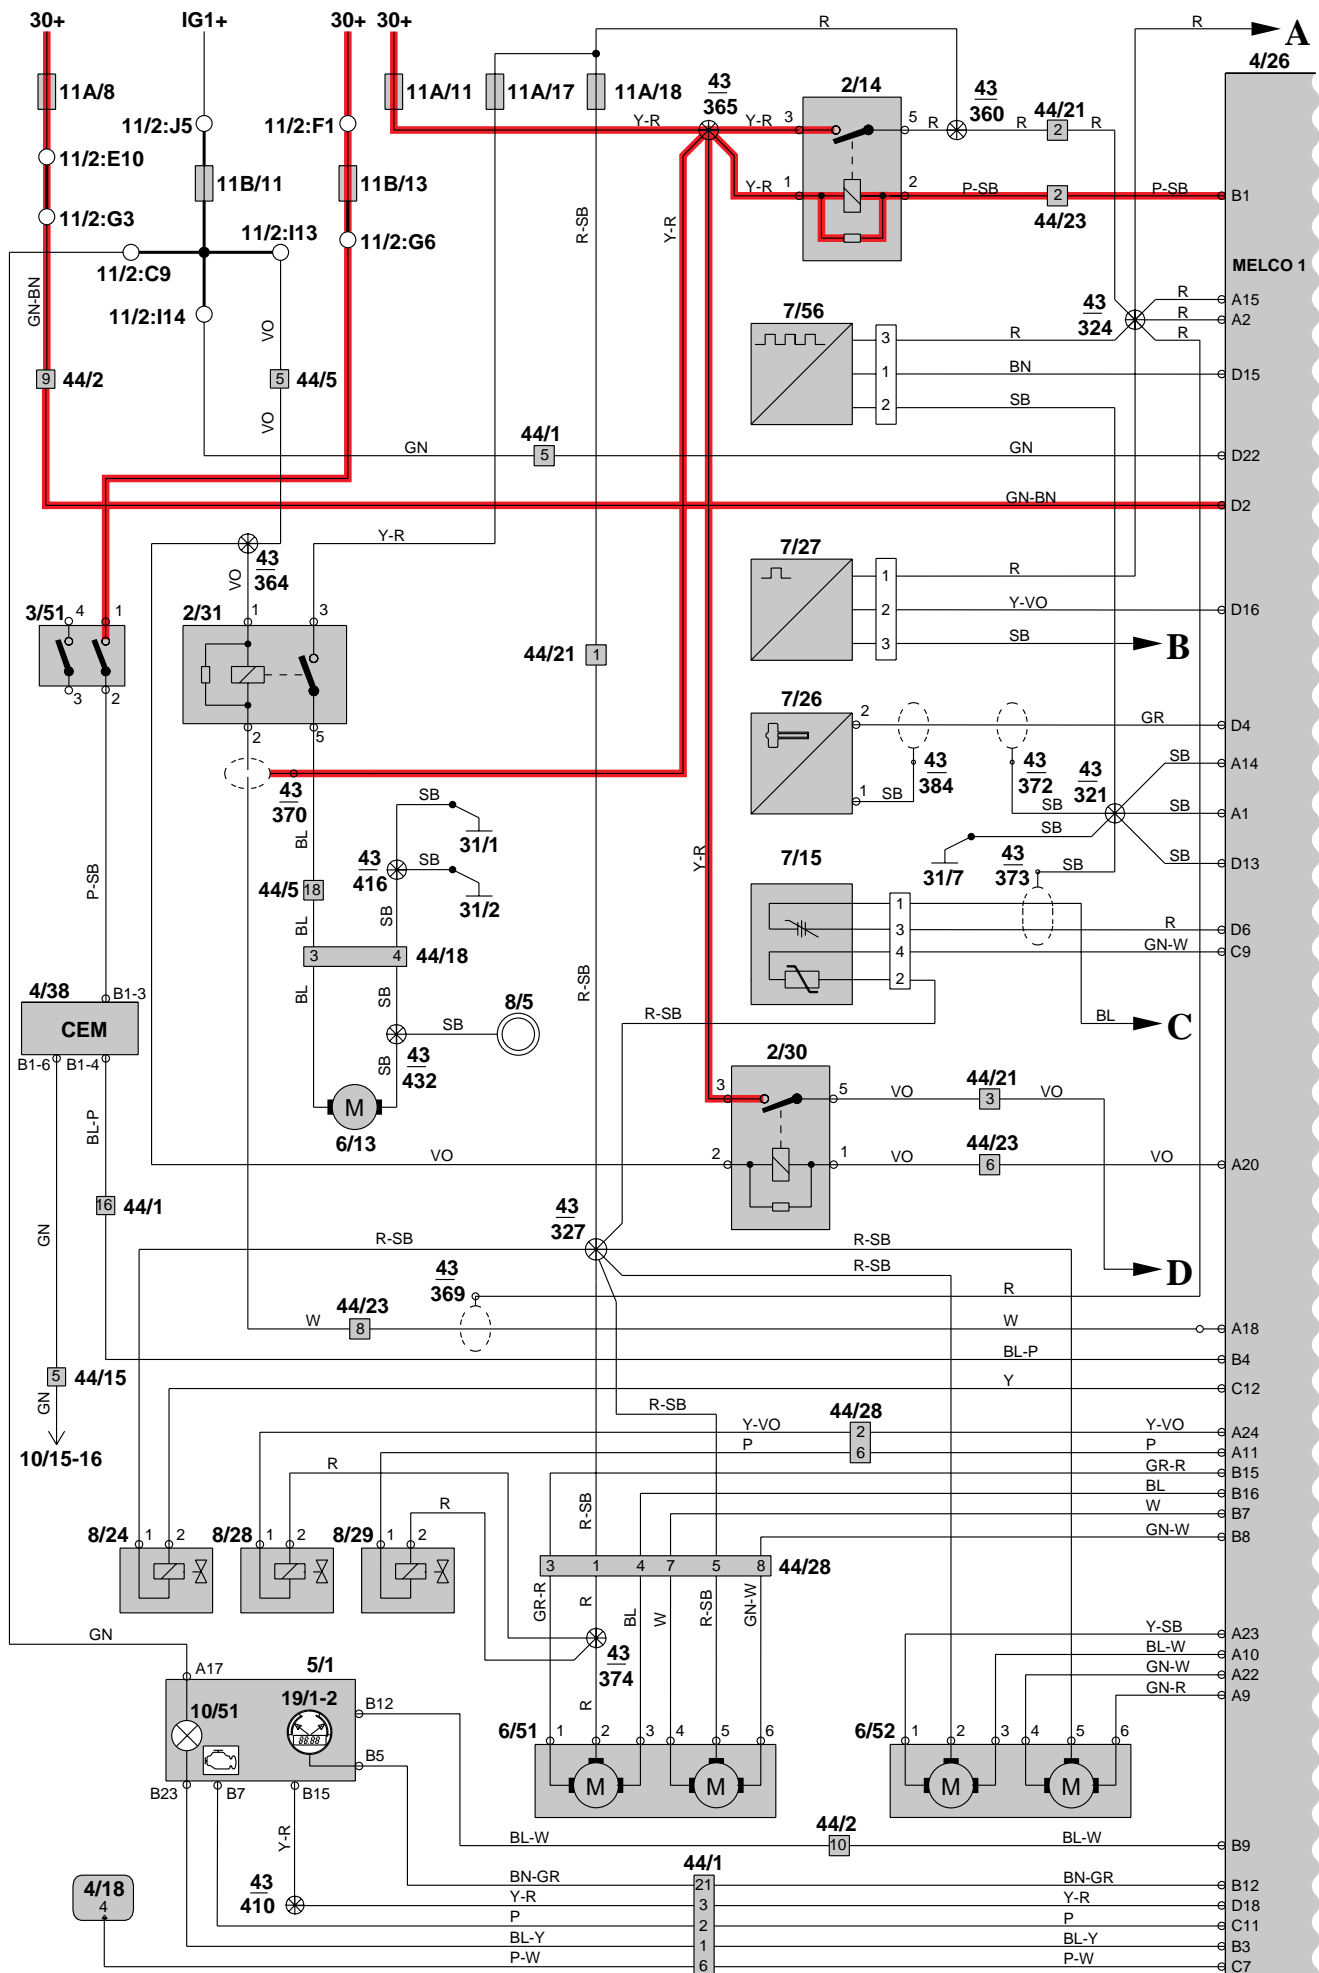 30+ IG1+ 30+ 30+ R A
4/26
11A/8 11A/11 11A/17 11A/18 43 365 2/14 43 360 44/21
11/2:J5 11/2:F1 Y-R Y-R 3 5 R R 2 R
11/2:E10
11B/11 11B/13 Y-R 1 2 P-SB 2 P-SB B1
11/2:G3 11/2:I13 11/2:G6 R-SB Y-R 44/23
11/2:C9 MELCO 1
GN-BN 11/2:I14 VO 7/56 43 324 R A15
R A2
3 R R
9 44/2 5 44/5 1 BN D15
VO 2 SB
GN 44/1 5 GN D22
GN-BN D2
Y-R
43 364 7/27
VO 1 R
3/51 4 1 2/31 1 3 2 Y-VO D16
3 SB B
44/21 1
3 2 7/26
2 5 2 GR D4
43 384 43 372 43 321 SB A14
43 370 1 SB SB SB A1
SB 31/1 SB
BL 43 416 SB 7/15 31/7 43 373 SB SB D13
P-SB 44/5 18 31/2 Y-R
BL SB 1
3 R D6
3 4 44/18 4 GN-W C9
2
4/38 B1-3 BL SB 8/5 R-SB
CEM SB R-SB BL C
B1-6 B1-4 SB 43 432 2/30
M 3 5 VO 44/21 3 VO
BL-P 6/13
VO 2 1 VO 44/23 6 VO A20
16 44/1
GN 43 327
R-SB R-SB
43 369 R-SB D
R
44/23
W 8 W A18
BL-P B4
5 44/15
GN Y C12
R-SB 44/28
Y-VO 2 Y-VO A24
10/15-16 P 6 P A11
R GR-R B15
BL B16
R R-SB W B7
8/24 1 2 8/28 1 2 8/29 1 2 GN-W B8
3 1 4 7 5 8 44/28
GR-R R BL W R-SB GN-W
GN 43 374 Y-SB A23
A17 5/1 BL-W A10
GN-W A22
10/51 19/1-2 B12 R GN-R A9
88:88 6/51 1 2 3 4 5 6 6/52 1 2 3 4 5 6
B5 M M M M
B23 B7 B15
Y-R BL-W 44/2 10 BL-W B9
44/1
4/18 43 410 BN-GR 21 BN-GR B12
4 Y-R 3 Y-R D18
P 2 P C11
BL-Y 1 BL-Y B3
P-W 6 P-W C7